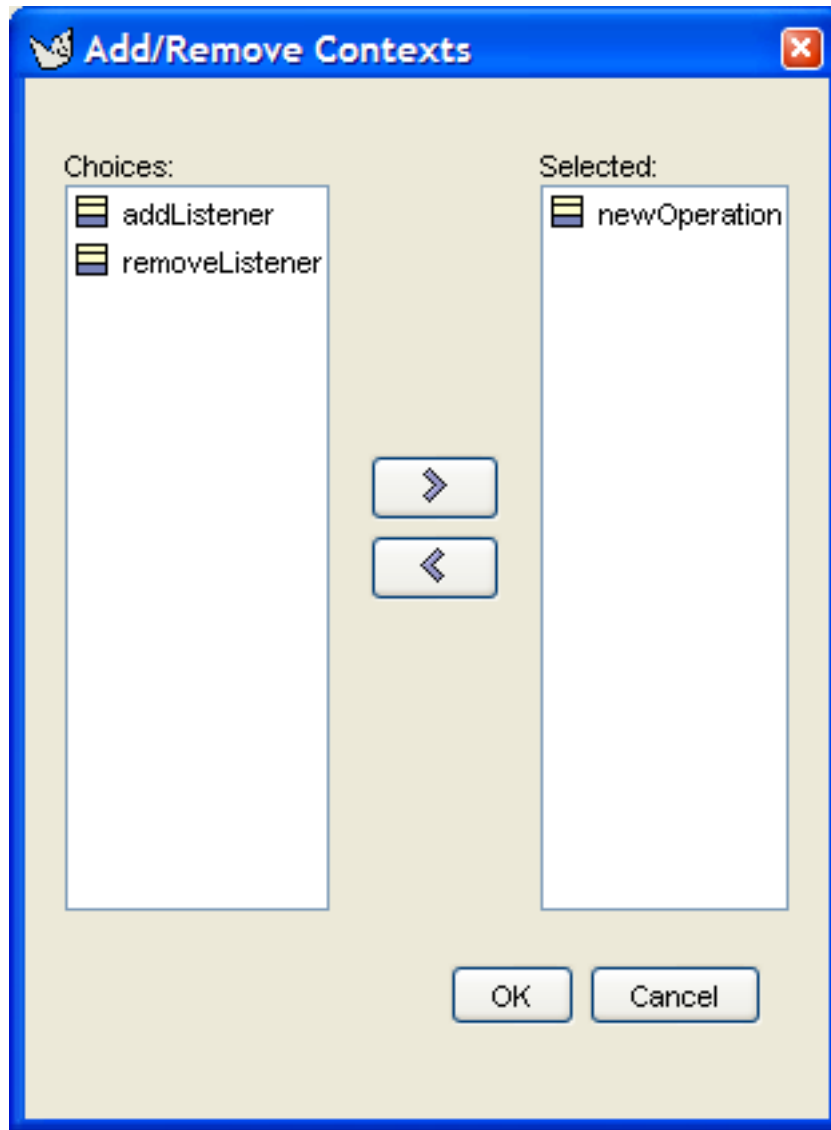 Add/Remove Contexts
Choices:
addListener
removeListener
Selected:
newOperation
OK
Cancel